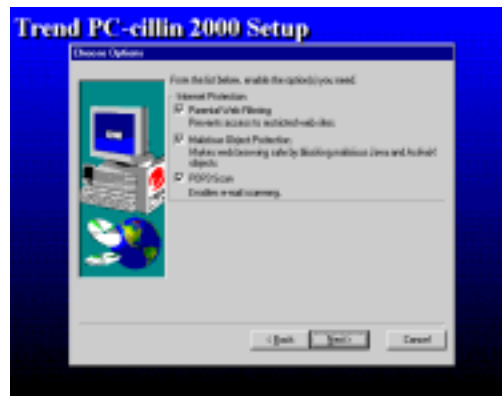 Trend PC-cillin 2000 Setup
Choose Options
From the list below, enable the option(s) you need.
Internet Protection
Parental Web Filtering
Prevents access to restricted web sites.
Malicious Object Protection
Makes web browsing safe by blocking malicious Java and ActiveX
objects.
POP3 Scan
Enables e-mail scanning.
< Back
Next >
Cancel